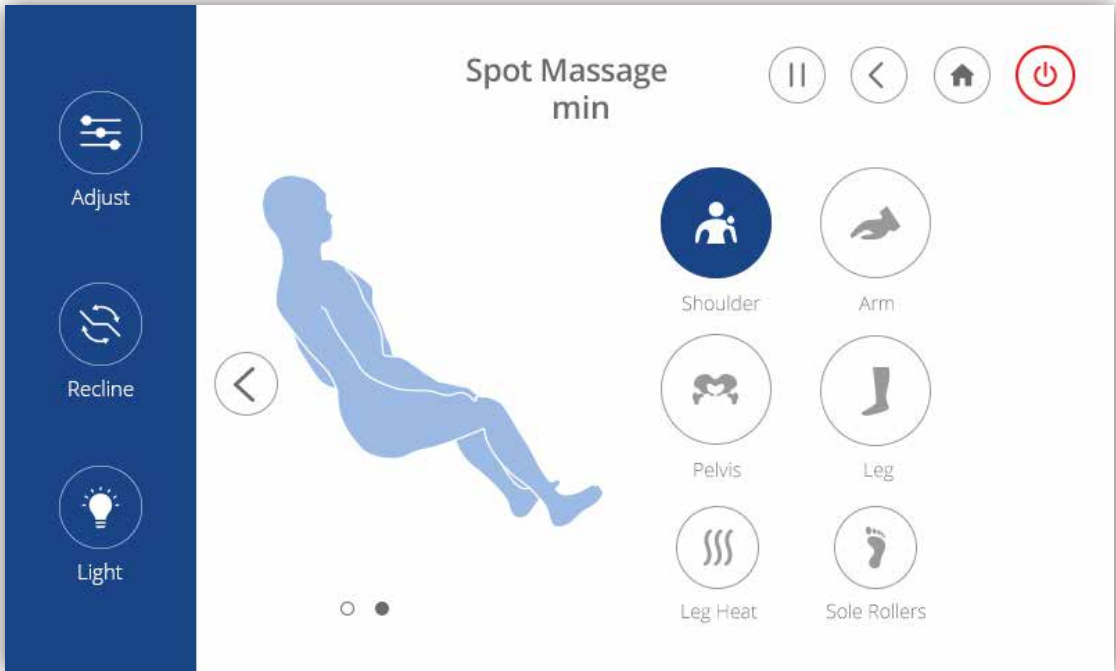 Spot Massage
min
Adjust
Recline
Light
Shoulder
Arm
Pelvis
Leg
Leg Heat
Sole Rollers